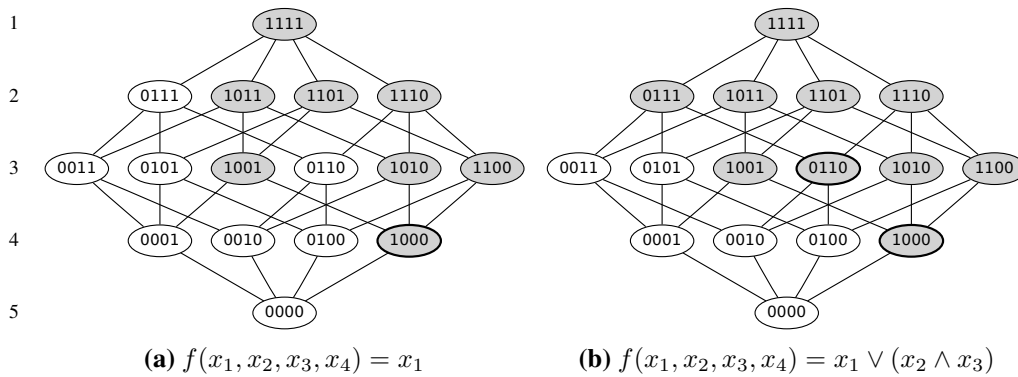 1 1111 1111
2 0111 1011 1101 1110 0111 1011 1101 1110
3 0011 0101 1001 0110 1010 1100 0011 0101 1001 0110 1010 1100
4 0001 0010 0100 1000 0001 0010 0100 1000
5 0000 0000
(a) f(x₁, x₂, x₃, x₄) = x₁ (b) f(x₁, x₂, x₃, x₄) = x₁ ∨ (x₂ ∧ x₃)